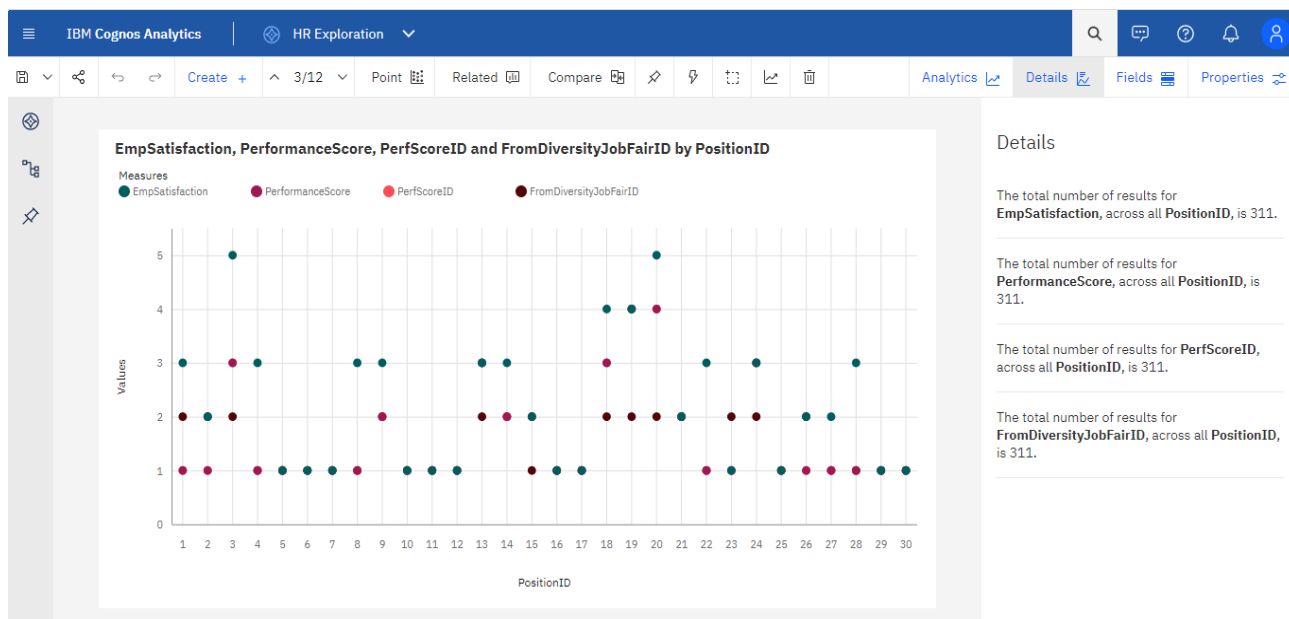 IBM Cognos Analytics
HR Exploration
Create +
3/12
Point
Related
Compare
Analytics
Details
Fields
Properties
EmpSatisfaction, PerformanceScore, PerfScoreID and FromDiversityJobFairID by PositionID
Measures
EmpSatisfaction PerformanceScore PerfScoreID FromDiversityJobFairID
5
4
3
2
1
0
Values
1 2 3 4 5 6 7 8 9 10 11 12 13 14 15 16 17 18 19 20 21 22 23 24 25 26 27 28 29 30
PositionID
Details
The total number of results for
EmpSatisfaction, across all PositionID, is 311.
The total number of results for
PerformanceScore, across all PositionID, is
311.
The total number of results for PerfScoreID,
across all PositionID, is 311.
The total number of results for
FromDiversityJobFairID, across all PositionID,
is 311.